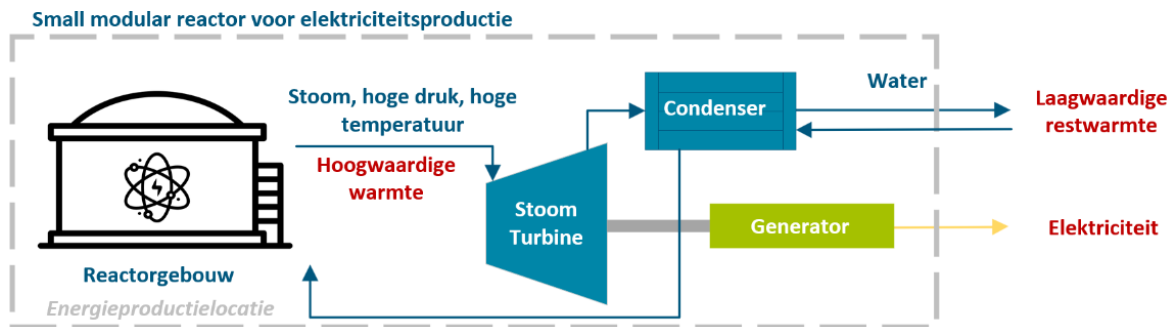 Small modular reactor voor elektriciteitsproductie
Stoom, hoge druk, hoge
temperatuur
Hoogwaardige
warmte
Condenser
Water
Laagwaardige
restwarmte
Stoom
Turbine
Generator
Elektriciteit
Reactorgebouw
Energieproductielocatie